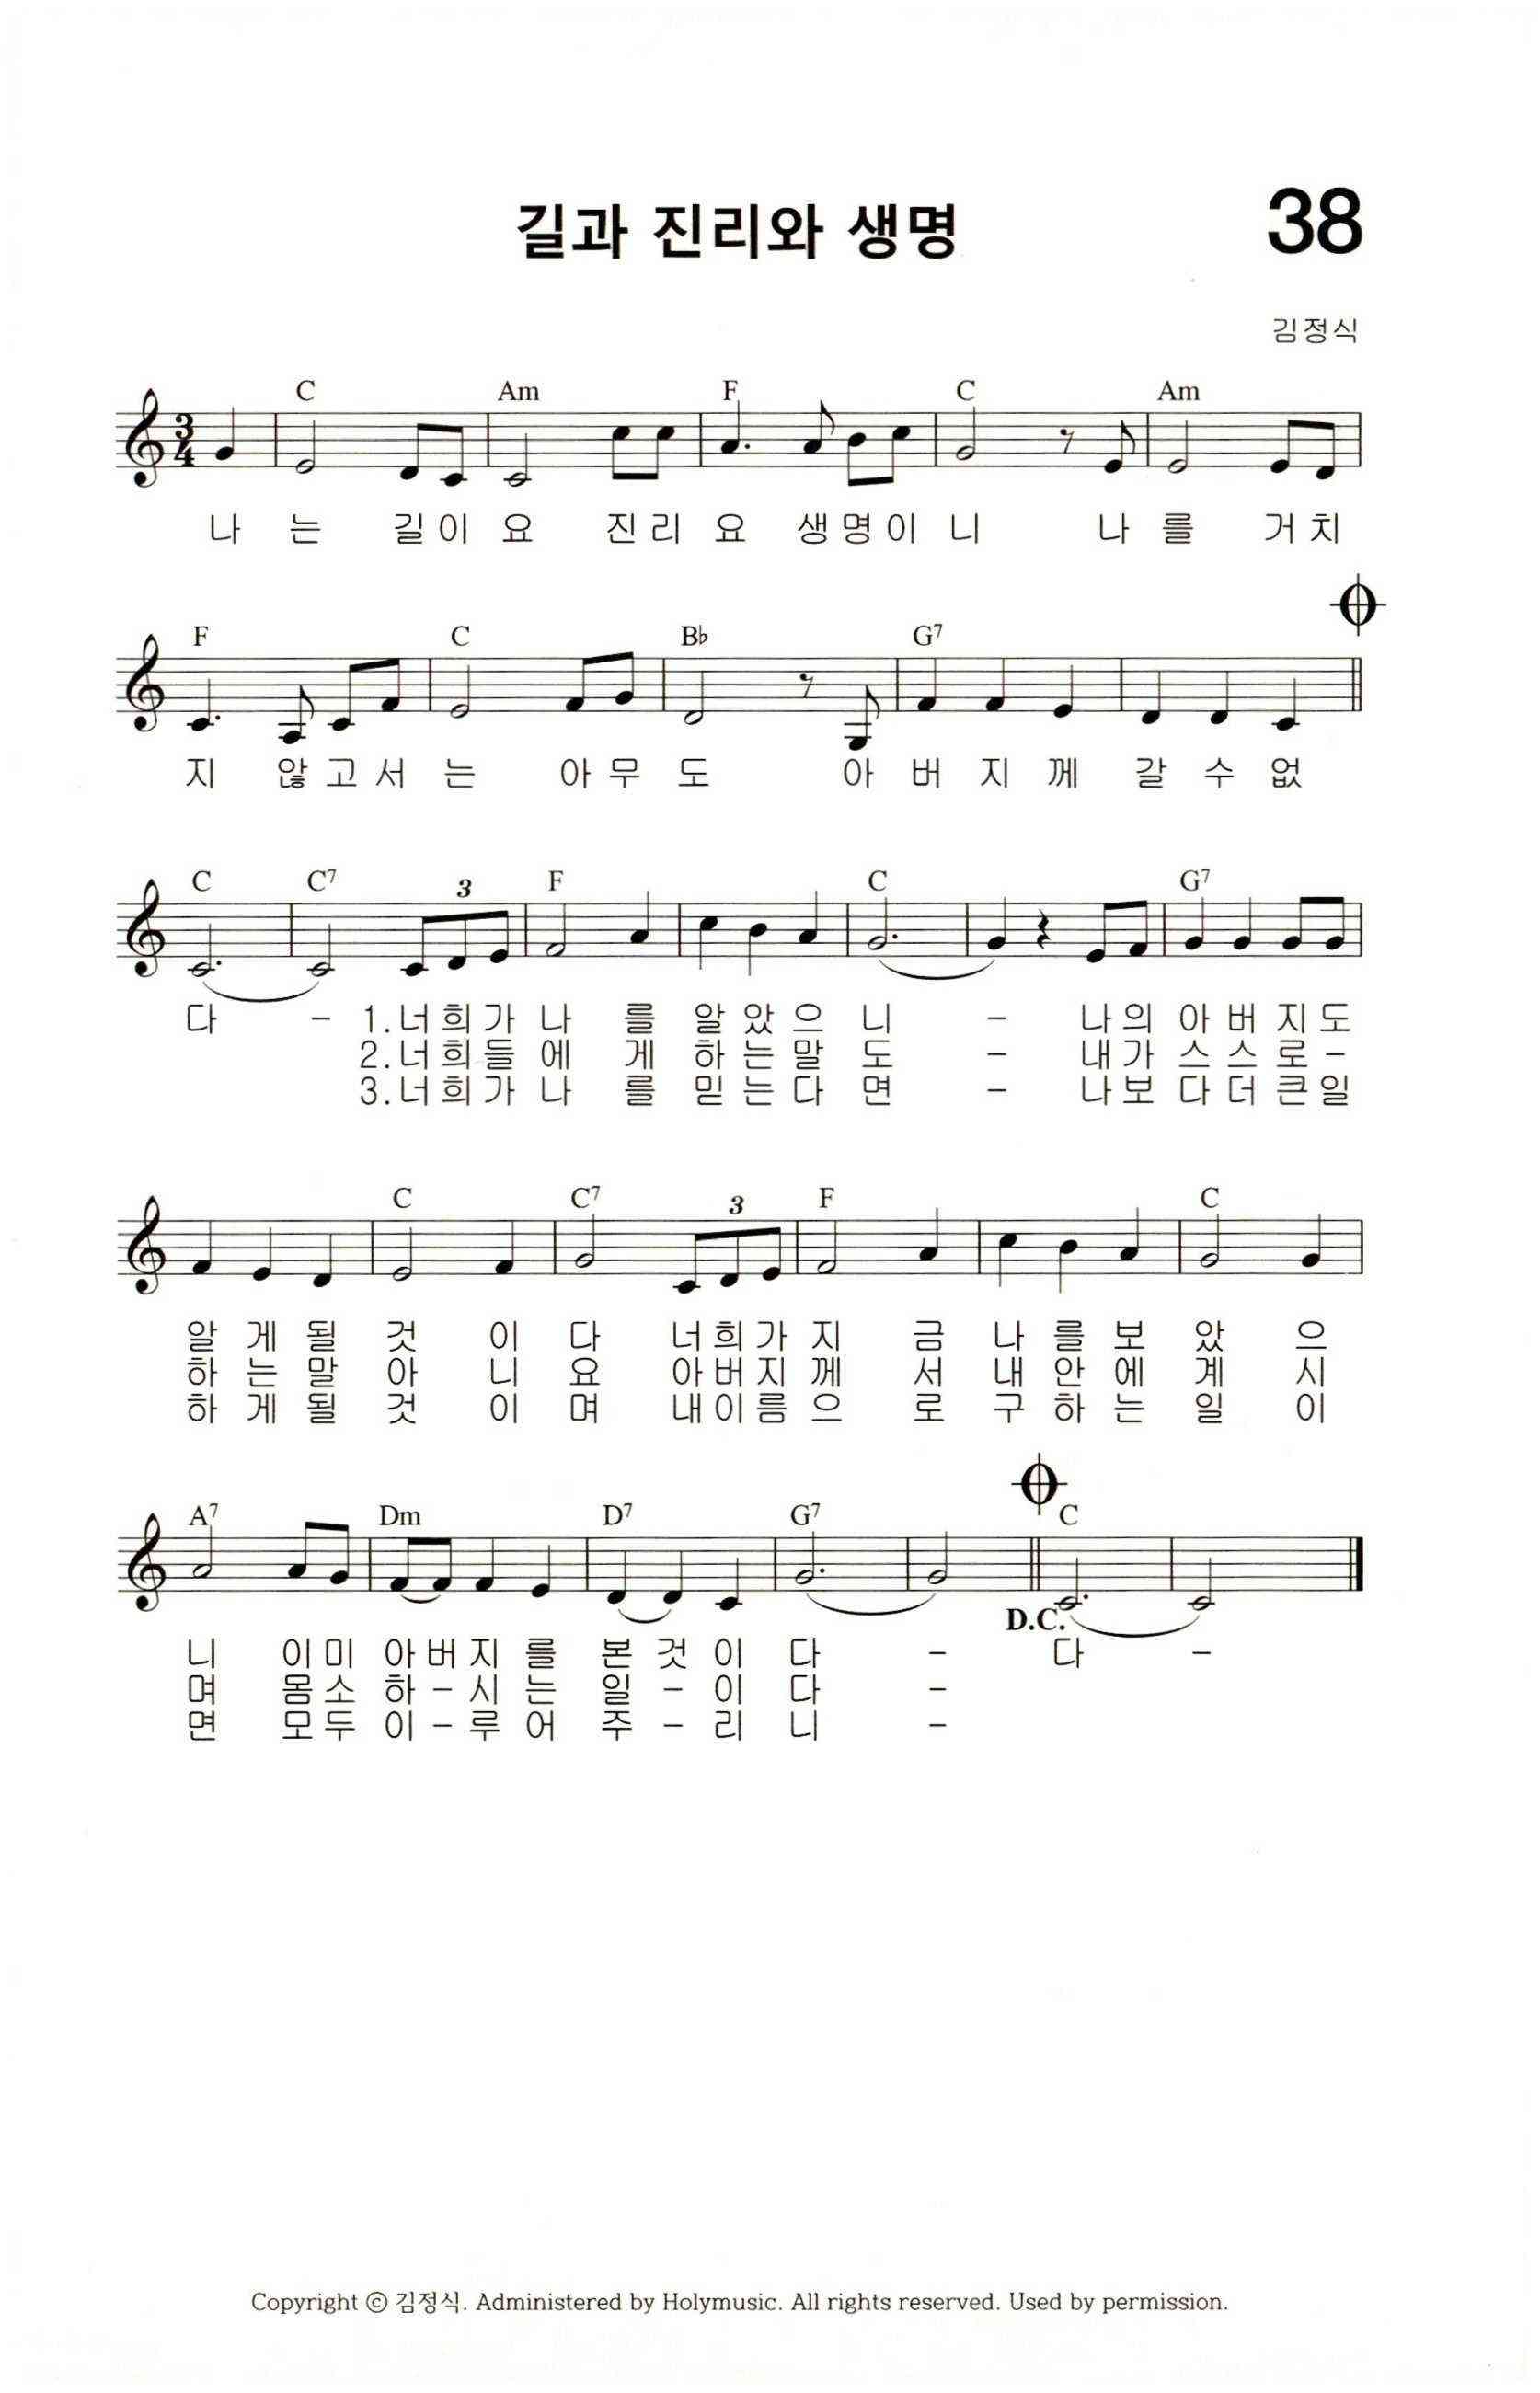 길과 진리와 생명
38
김정식
C Am F C Am
3
4
나 는 길이 요 진리 요 생명이 니 나 를 거 치
F C B♭ G7
지 않고서 는 아무 도 아 버 지 께 갈 수 없
C C7 3 F C G7
다 - 1.너희가 나 를 알 았 으 니 - 나의 아 버 지도
2.너희들 에 게 하 는 말 도 - 내가 스 스 로 -
3.너희가 나 를 믿 는 다 면 - 나보 다 더 큰일
C C7 3 F C
알 게 될 것 이 다 너희가 지 금 나 를 보 았 으
하 는 말 아 니 요 아버지 께 서 내 안 에 계 시
하 게 될 것 이 며 내이름 으 로 구 하 는 일 이
A7 Dm D7 G7 C
D.C.
니 이미 아버 지 를 본 것 이 다 - 다 -
며 몸소 하 - 시 는 일 - 이 다 -
면 모두 이 - 루 어 주 - 리 니 -
Copyright ⓒ 김정식. Administered by Holymusic. All rights reserved. Used by permission.